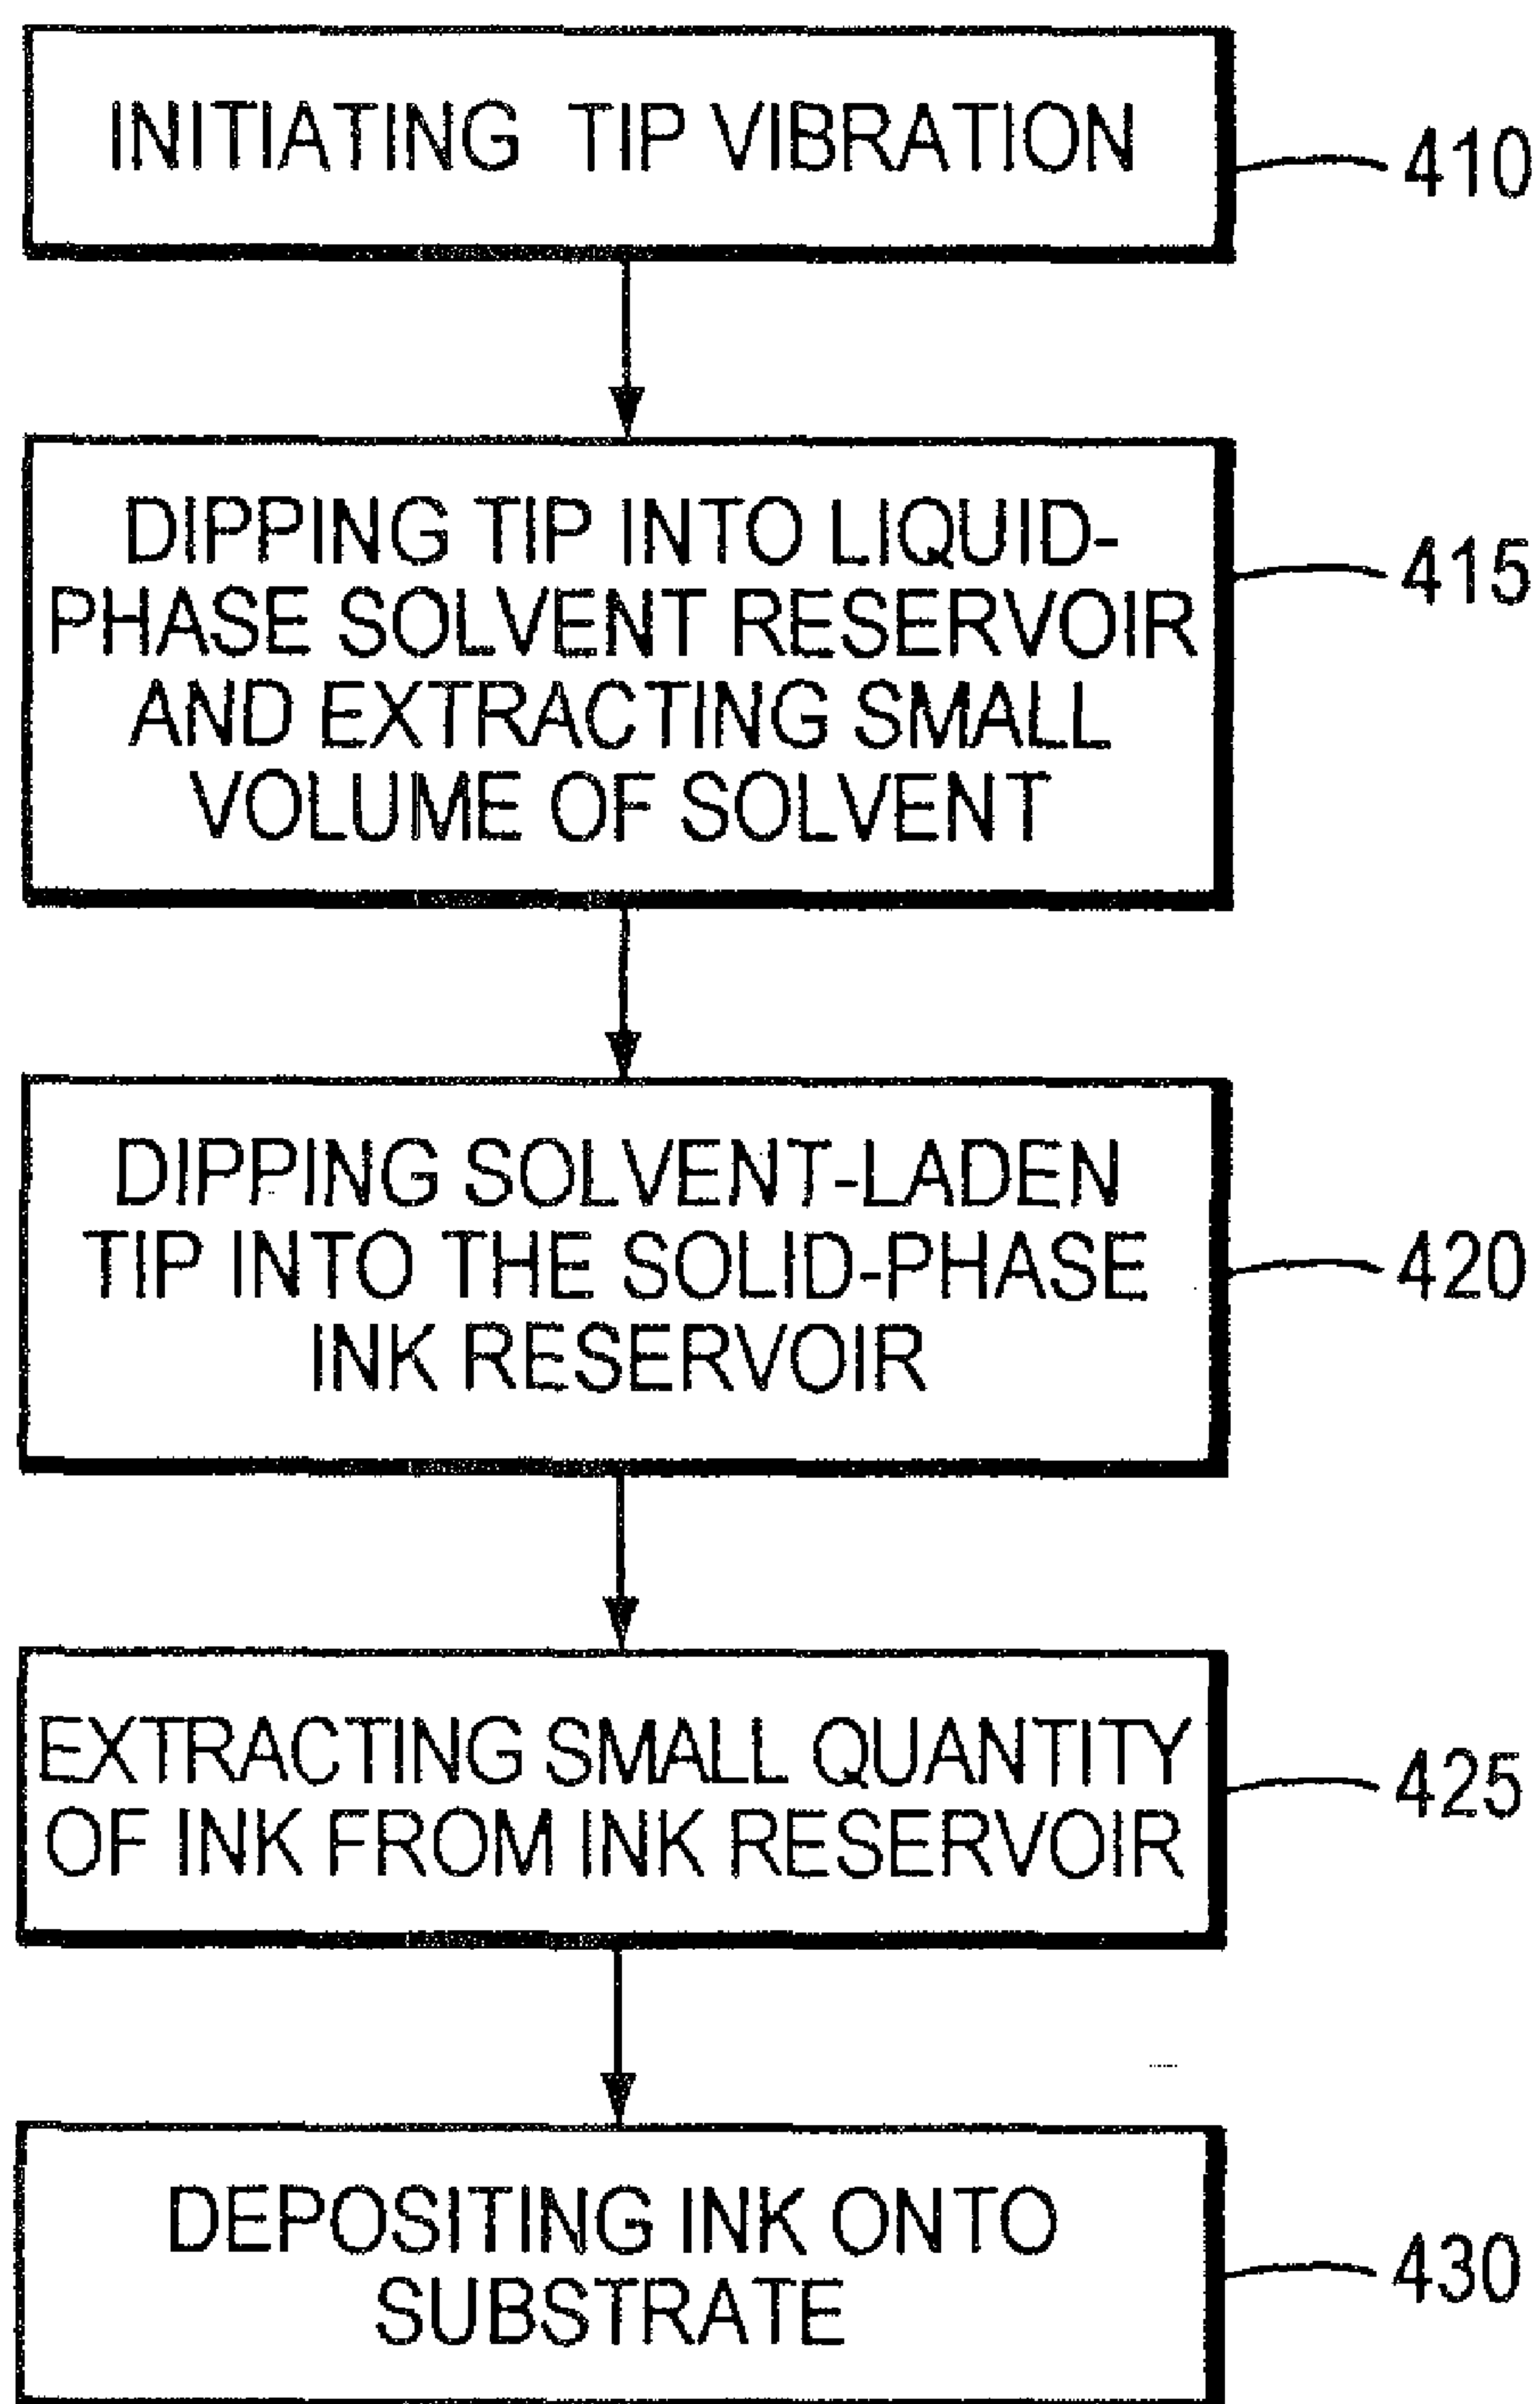 INITIATING TIP VIBRATION
410
DIPPING TIP INTO LIQUID-
PHASE SOLVENT RESERVOIR
AND EXTRACTING SMALL
VOLUME OF SOLVENT
415
DIPPING SOLVENT-LADEN
TIP INTO THE SOLID-PHASE
INK RESERVOIR
420
EXTRACTING SMALL QUANTITY
OF INK FROM INK RESERVOIR
425
DEPOSITING INK ONTO
SUBSTRATE
430